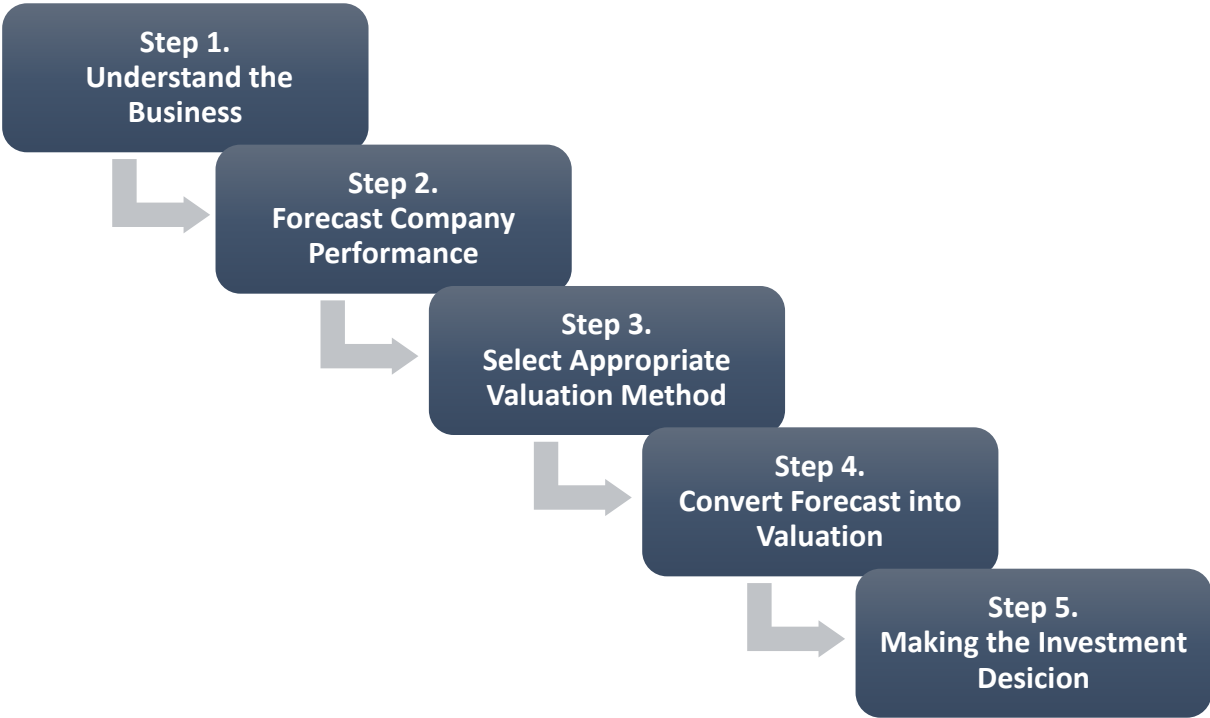 Step 1.
Understand the
Business
Step 2.
Forecast Company
Performance
Step 3.
Select Appropriate
Valuation Method
Step 4.
Convert Forecast into
Valuation
Step 5.
Making the Investment
Desicion